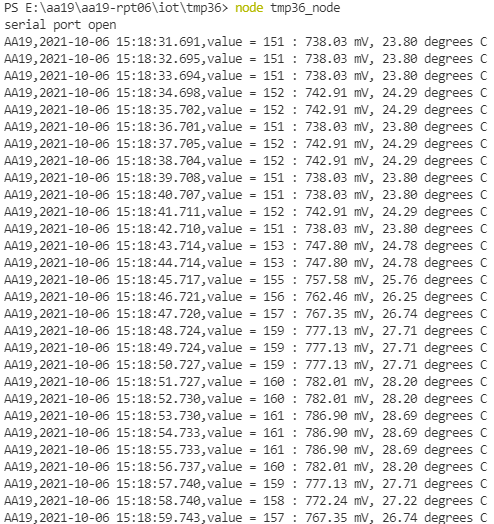 PS E:\aa19\aa19-rpt06\iot\tmp36> node tmp36_node
serial port open
AA19,2021-10-06 15:18:31.691,value = 151 : 738.03 mV, 23.80 degrees C
AA19,2021-10-06 15:18:32.695,value = 151 : 738.03 mV, 23.80 degrees C
AA19,2021-10-06 15:18:33.694,value = 151 : 738.03 mV, 23.80 degrees C
AA19,2021-10-06 15:18:34.698,value = 152 : 742.91 mV, 24.29 degrees C
AA19,2021-10-06 15:18:35.702,value = 152 : 742.91 mV, 24.29 degrees C
AA19,2021-10-06 15:18:36.701,value = 151 : 738.03 mV, 23.80 degrees C
AA19,2021-10-06 15:18:37.705,value = 152 : 742.91 mV, 24.29 degrees C
AA19,2021-10-06 15:18:38.704,value = 152 : 742.91 mV, 24.29 degrees C
AA19,2021-10-06 15:18:39.708,value = 151 : 738.03 mV, 23.80 degrees C
AA19,2021-10-06 15:18:40.707,value = 151 : 738.03 mV, 23.80 degrees C
AA19,2021-10-06 15:18:41.711,value = 152 : 742.91 mV, 24.29 degrees C
AA19,2021-10-06 15:18:42.710,value = 151 : 738.03 mV, 23.80 degrees C
AA19,2021-10-06 15:18:43.714,value = 153 : 747.80 mV, 24.78 degrees C
AA19,2021-10-06 15:18:44.714,value = 153 : 747.80 mV, 24.78 degrees C
AA19,2021-10-06 15:18:45.717,value = 155 : 757.58 mV, 25.76 degrees C
AA19,2021-10-06 15:18:46.721,value = 156 : 762.46 mV, 26.25 degrees C
AA19,2021-10-06 15:18:47.720,value = 157 : 767.35 mV, 26.74 degrees C
AA19,2021-10-06 15:18:48.724,value = 159 : 777.13 mV, 27.71 degrees C
AA19,2021-10-06 15:18:49.724,value = 159 : 777.13 mV, 27.71 degrees C
AA19,2021-10-06 15:18:50.727,value = 159 : 777.13 mV, 27.71 degrees C
AA19,2021-10-06 15:18:51.727,value = 160 : 782.01 mV, 28.20 degrees C
AA19,2021-10-06 15:18:52.730,value = 160 : 782.01 mV, 28.20 degrees C
AA19,2021-10-06 15:18:53.730,value = 161 : 786.90 mV, 28.69 degrees C
AA19,2021-10-06 15:18:54.733,value = 161 : 786.90 mV, 28.69 degrees C
AA19,2021-10-06 15:18:55.733,value = 161 : 786.90 mV, 28.69 degrees C
AA19,2021-10-06 15:18:56.737,value = 160 : 782.01 mV, 28.20 degrees C
AA19,2021-10-06 15:18:57.740,value = 159 : 777.13 mV, 27.71 degrees C
AA19,2021-10-06 15:18:58.740,value = 158 : 772.24 mV, 27.22 degrees C
AA19,2021-10-06 15:18:59.743,value = 157 : 767.35 mV, 26.74 degrees C